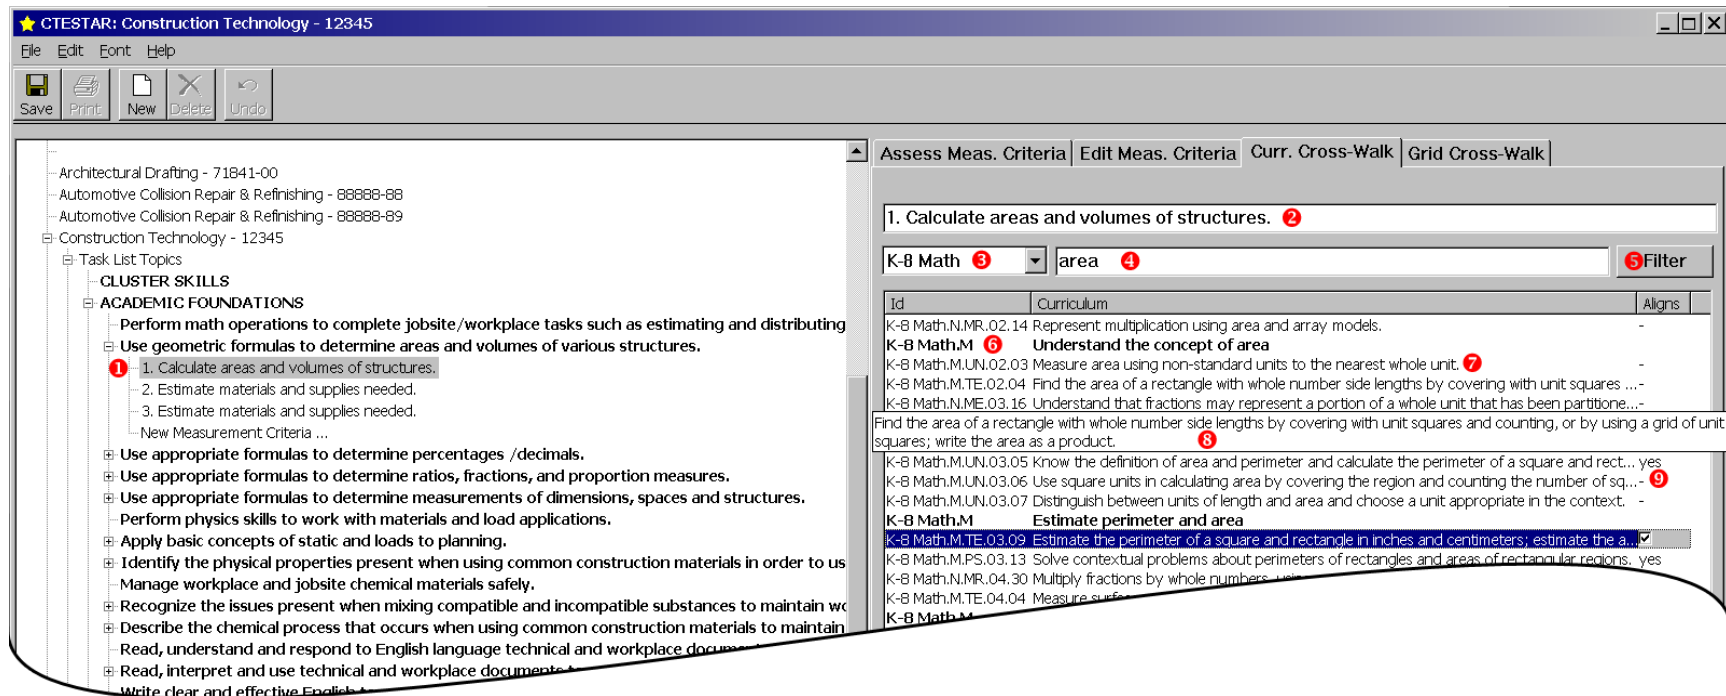 CTESTAR: Construction Technology - 12345
File Edit Font Help
Save Print New Delete Undo
Architectural Drafting - 71841-00
Automotive Collision Repair & Refinishing - 88888-88
Automotive Collision Repair & Refinishing - 88888-89
Construction Technology - 12345
Task List Topics
CLUSTER SKILLS
ACADEMIC FOUNDATIONS
Perform math operations to complete jobsite/workplace tasks such as estimating and distributing
Use geometric formulas to determine areas and volumes of various structures.
1 1. Calculate areas and volumes of structures.
2. Estimate materials and supplies needed.
3. Estimate materials and supplies needed.
New Measurement Criteria ...
Use appropriate formulas to determine percentages /decimals.
Use appropriate formulas to determine ratios, fractions, and proportion measures.
Use appropriate formulas to determine measurements of dimensions, spaces and structures.
Perform physics skills to work with materials and load applications.
Apply basic concepts of static and loads to planning.
Identify the physical properties present when using common construction materials in order to us
Manage workplace and jobsite chemical materials safely.
Recognize the issues present when mixing compatible and incompatible substances to maintain wo
Describe the chemical process that occurs when using common construction materials to maintain
Read, understand and respond to English language technical and workplace
Read, interpret and use technical and workplace documents
Write clear and effective English
Assess Meas. Criteria Edit Meas. Criteria Curr. Cross-Walk Grid Cross-Walk
1. Calculate areas and volumes of structures. 2
K-8 Math 3 area 4 5 Filter
Id Curriculum Aligns
K-8 Math.N.MR.02.14 Represent multiplication using area and array models. -
K-8 Math.M 6 Understand the concept of area
K-8 Math.M.UN.02.03 Measure area using non-standard units to the nearest whole unit. 7 -
K-8 Math.M.TE.02.04 Find the area of a rectangle with whole number side lengths by covering with unit squares ... -
K-8 Math.N.ME.03.16 Understand that fractions may represent a portion of a whole unit that has been partitione... -
Find the area of a rectangle with whole number side lengths by covering with unit squares and counting, or by using a grid of unit
squares; write the area as a product. 8
K-8 Math.M.UN.03.05 Know the definition of area and perimeter and calculate the perimeter of a square and rect... yes
K-8 Math.M.UN.03.06 Use square units in calculating area by covering the region and counting the number of sq... - 9
K-8 Math.M.UN.03.07 Distinguish between units of length and area and choose a unit appropriate in the context. -
K-8 Math.M Estimate perimeter and area
K-8 Math.M.TE.03.09 Estimate the perimeter of a square and rectangle in inches and centimeters; estimate the a...
K-8 Math.M.PS.03.13 Solve contextual problems about perimeters of rectangles and areas of rectangular regions. yes
K-8 Math.N.MR.04.30 Multiply fractions by whole numbers,
K-8 Math.M.TE.04.04 Measure
K-8 Math.M